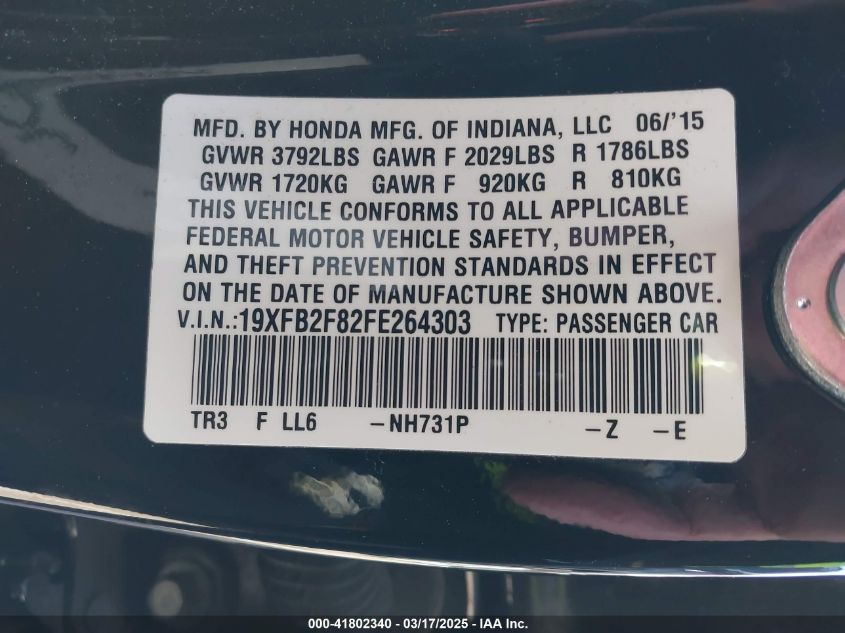 MFD. BY HONDA MFG. OF INDIANA, LLC 06/'15
GVWR 3792LBS GAWR F 2029LBS R 1786LBS
GVWR 1720KG GAWR F 920KG R 810KG
THIS VEHICLE CONFORMS TO ALL APPLICABLE
FEDERAL MOTOR VEHICLE SAFETY, BUMPER,
AND THEFT PREVENTION STANDARDS IN EFFECT
ON THE DATE OF MANUFACTURE SHOWN ABOVE.
V.I.N.:19XFB2F82FE264303 TYPE: PASSENGER CAR
TR3 F LL6 –NH731P –Z –E
000-41802340 - 03/17/2025 - IAA Inc.